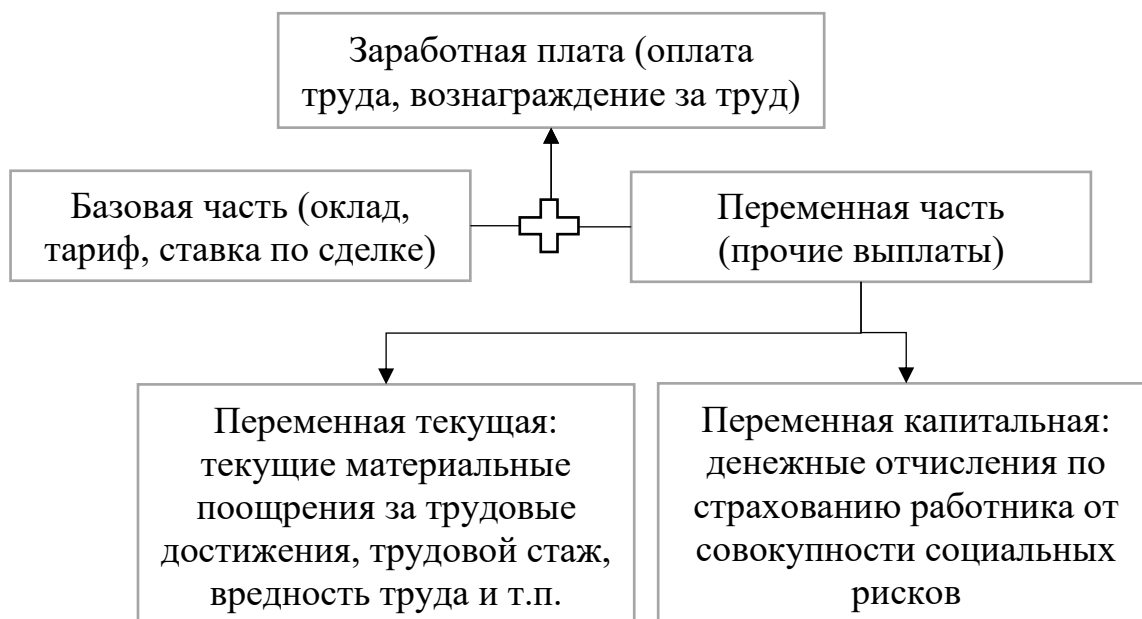 Заработная плата (оплата
труда, вознаграждение за труд)
Базовая часть (оклад,
тариф, ставка по сделке)
Переменная часть
(прочие выплаты)
Переменная текущая:
текущие материальные
поощрения за трудовые
достижения, трудовой стаж,
вредность труда и т.п.
Переменная капитальная:
денежные отчисления по
страхованию работника от
совокупности социальных
рисков